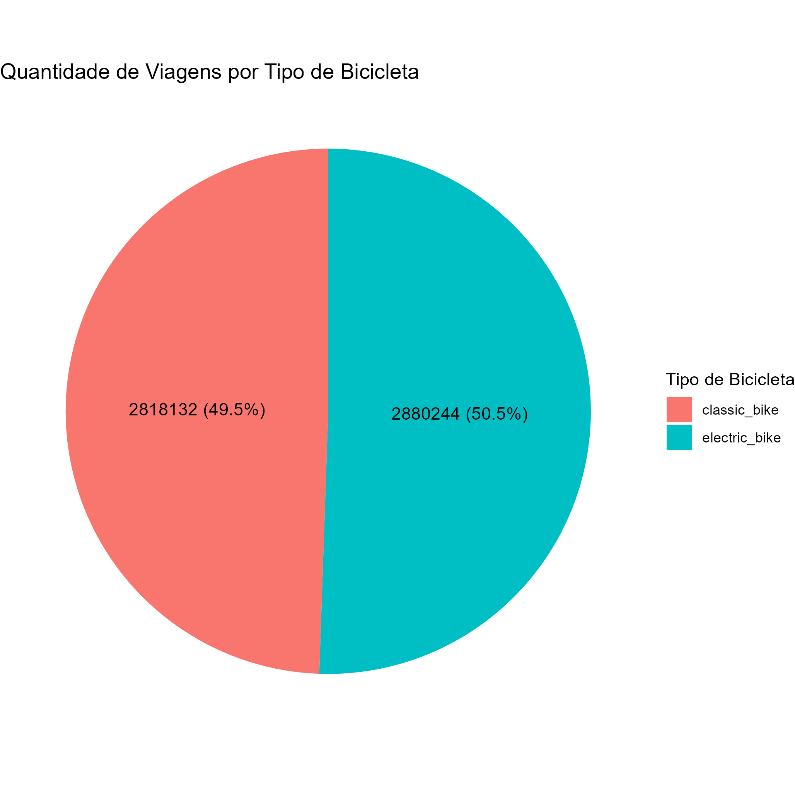 Quantidade de Viagens por Tipo de Bicicleta
2818132 (49.5%)
2880244 (50.5%)
Tipo de Bicicleta
classic_bike
electric_bike